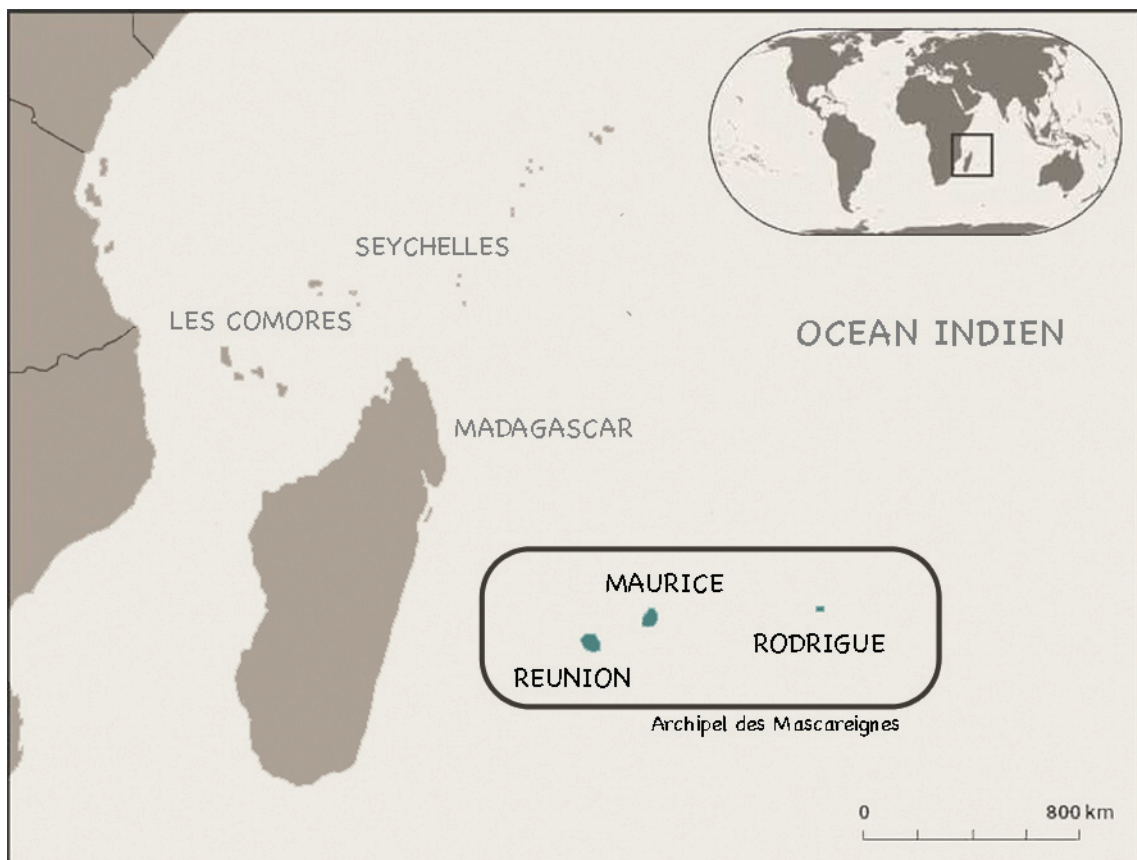 SEYCHELLES
LES COMORES
OCEAN INDIEN
MADAGASCAR
MAURICE
RODRIGUE
REUNION
Archipel des Mascareignes
0 800 km